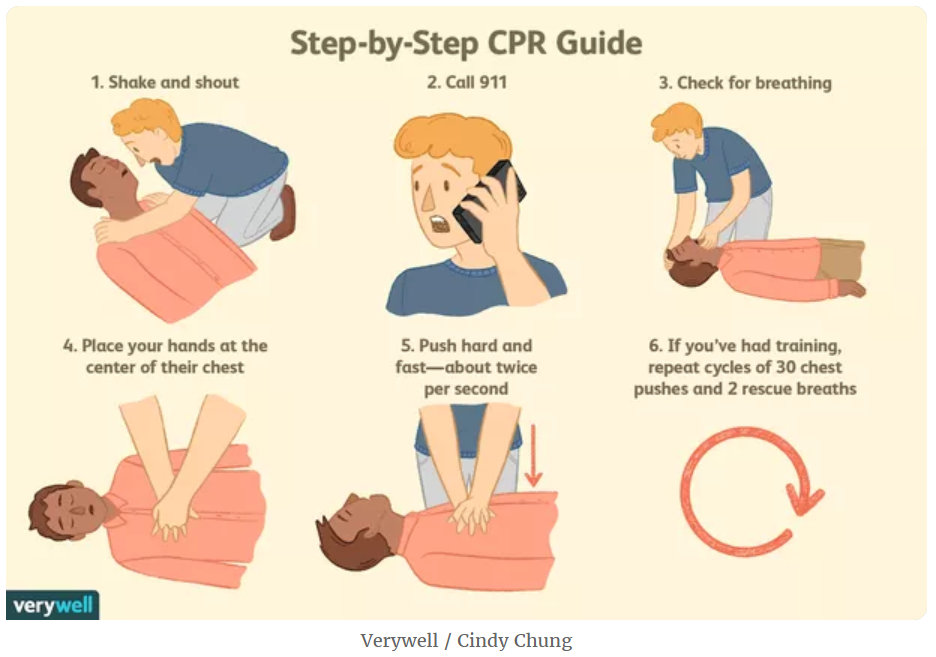 Step-by-Step CPR Guide
1. Shake and shout
2. Call 911
3. Check for breathing
4. Place your hands at the
center of their chest
5. Push hard and
fast—about twice
per second
6. If you’ve had training,
repeat cycles of 30 chest
pushes and 2 rescue breaths
verywell
Verywell / Cindy Chung